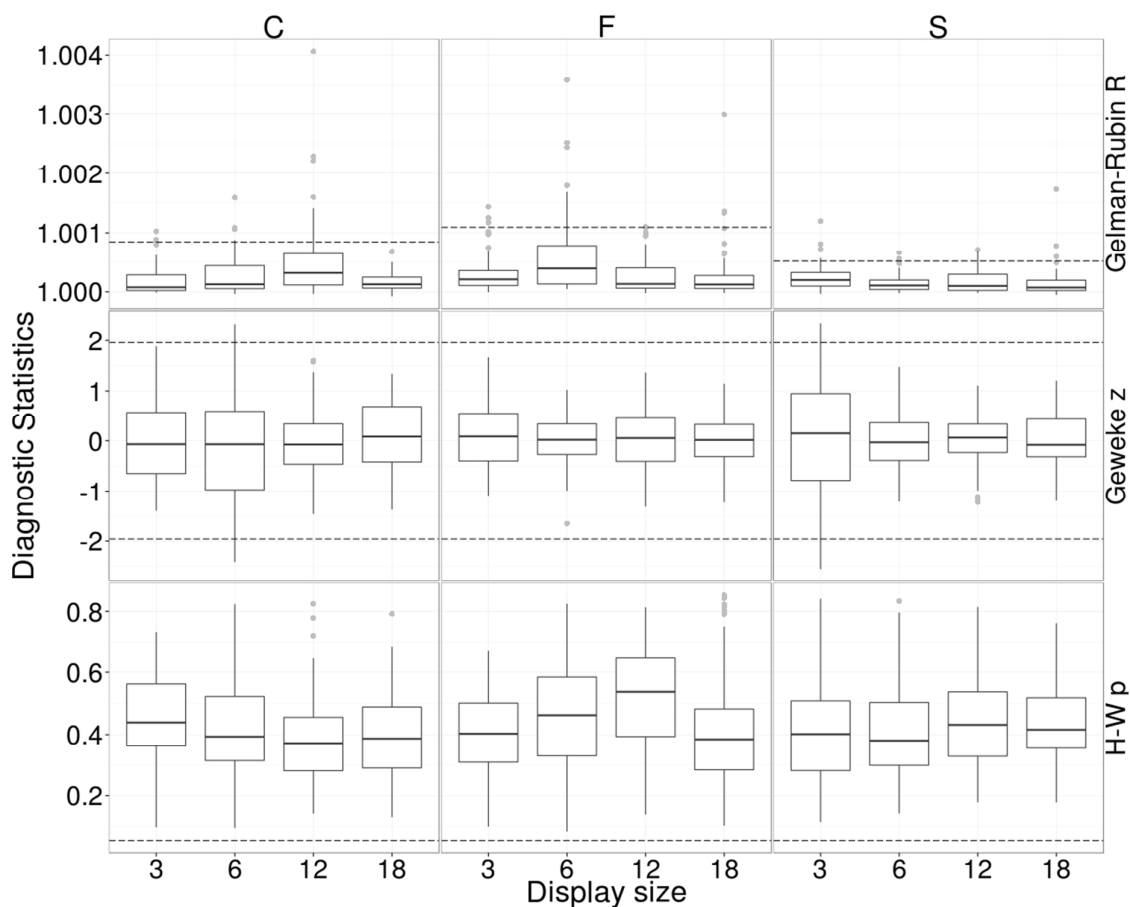 C F S
1.004
1.003
1.002
1.001
1.000
Gelman-Rubin R
Diagnostic Statistics
2
1
0
-1
-2
Geweke z
0.8
0.6
0.4
0.2
H-W p
3 6 12 18 3 6 12 18 3 6 12 18
Display size